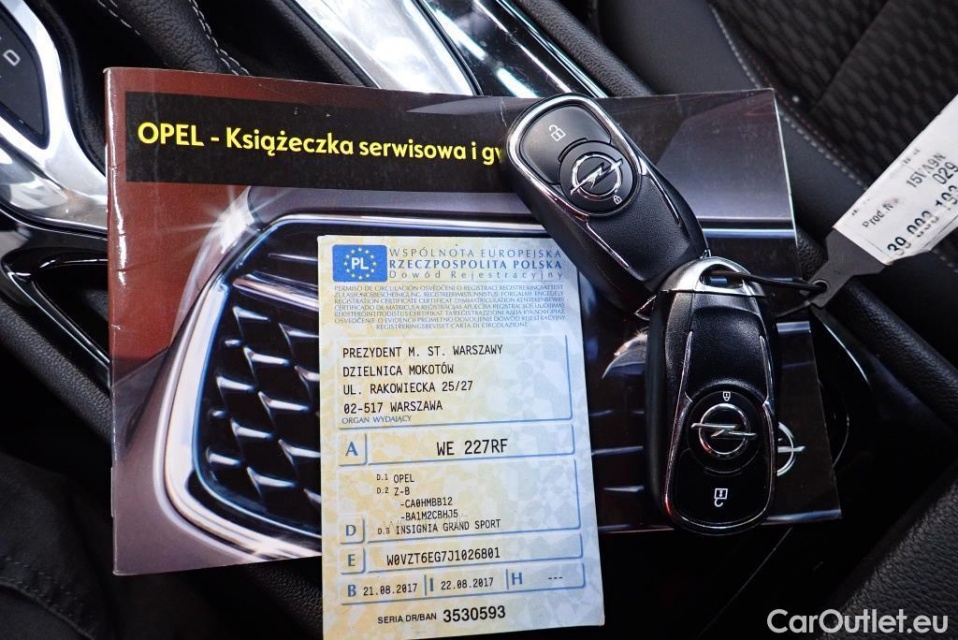 OPEL - Książeczka serwisowa i
PL
WSPÓLNOTA EUROPEJSKA
RZECZPOSPOLITA POLSKA
Dowód Rejestracyjny
PREZYDENT M. ST. WARSZAWY
DZIELNICA MOKOTÓW
UL. RAKOWIECKA 25/27
02-517 WARSZAWA
ORGAN WYDAJĄCY
A WE 227RF
D.1 OPEL
D.2 Z-B
-CA0HMBB12
-BA1M2CBHJ5
D D.3 INSIGNIA GRAND SPORT
E W0VZT6EG7J1026801
B 21.08.2017 I 22.08.2017 H ---
SERIA DR/BAN 3530593
15VA9N
029
D
CarOutlet.eu